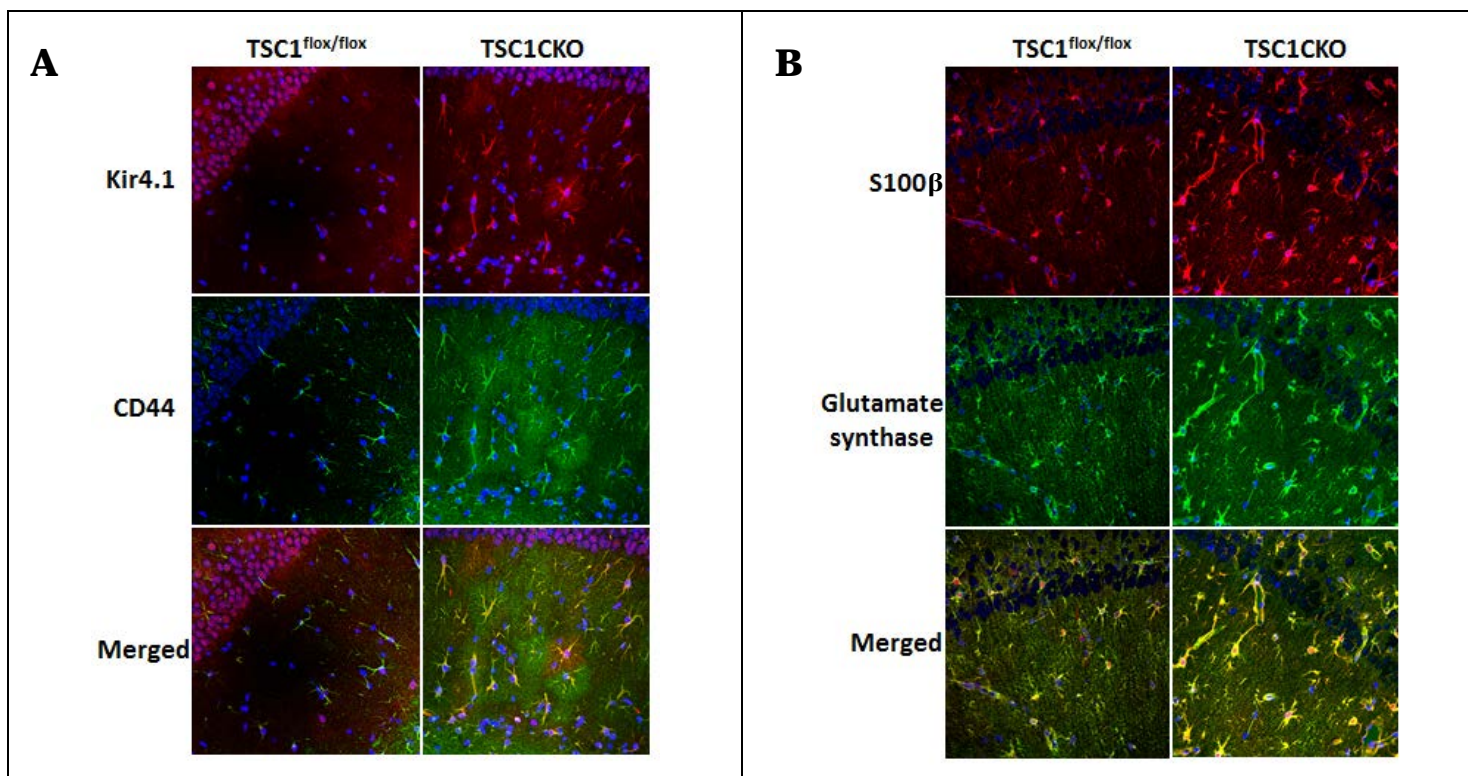 A
TSC1flox/flox TSC1CKO
Kir4.1
CD44
Merged
B
TSC1flox/flox TSC1CKO
S100β
Glutamate
synthase
Merged